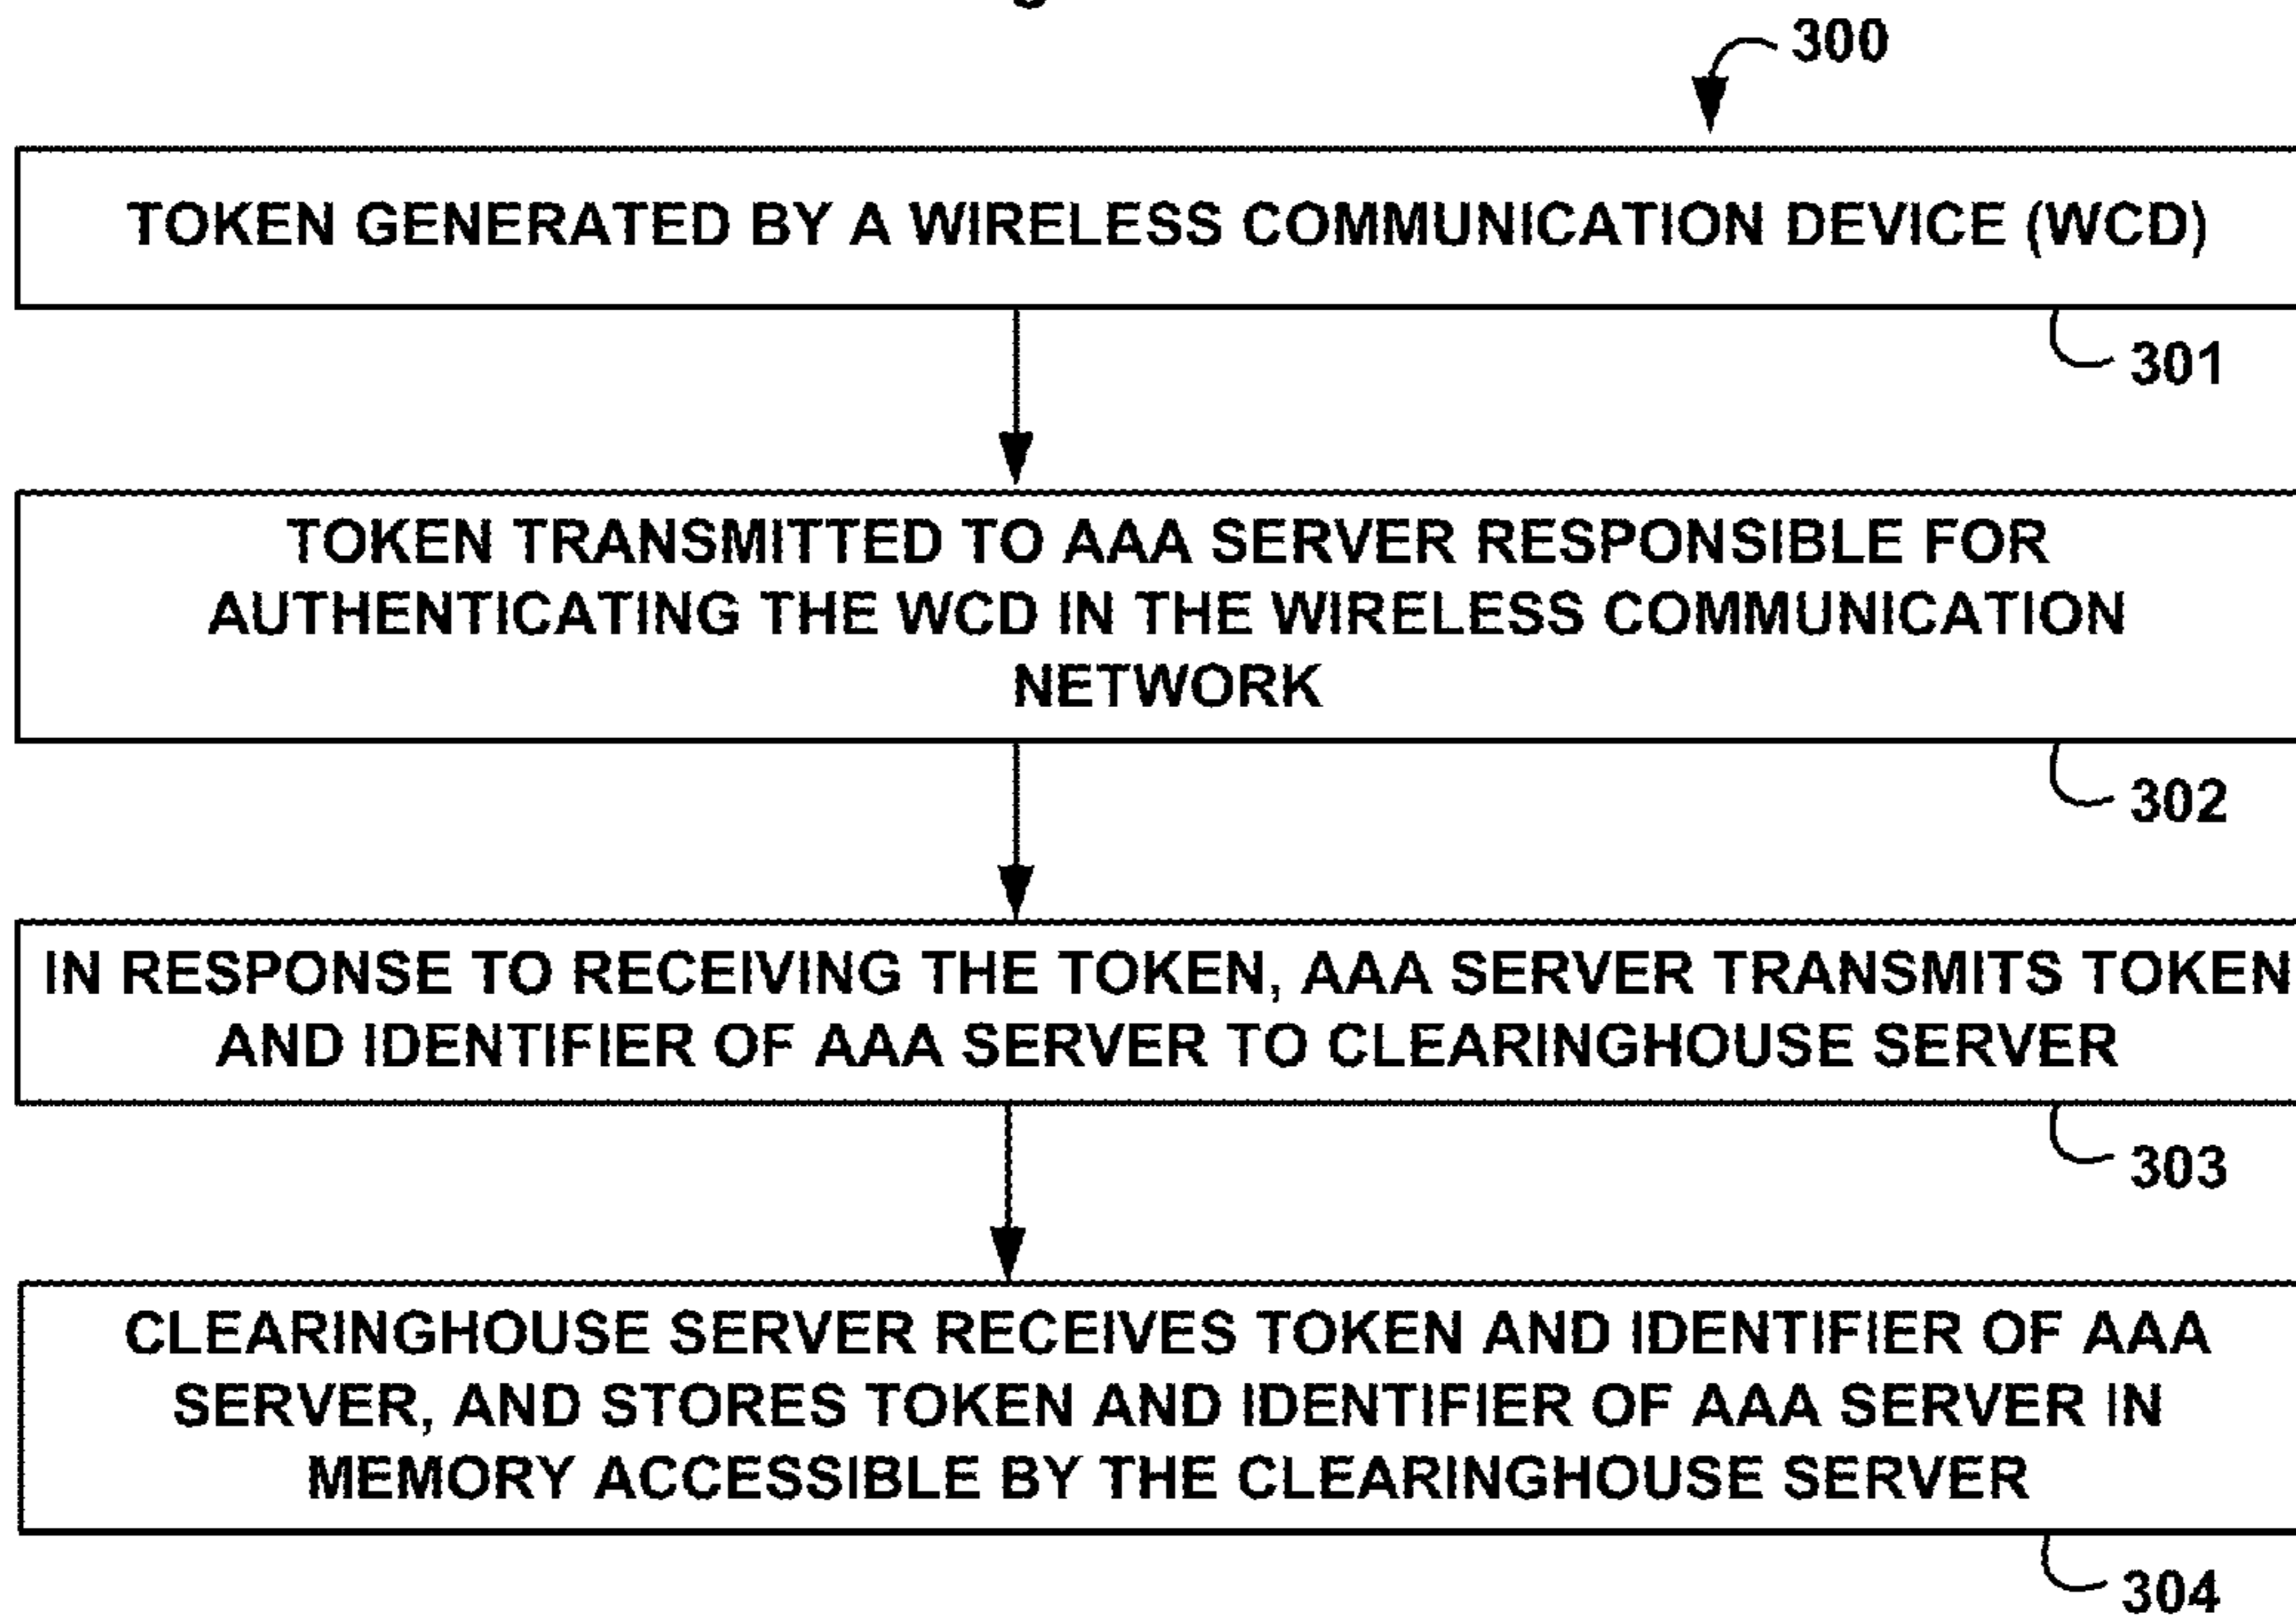 300
TOKEN GENERATED BY A WIRELESS COMMUNICATION DEVICE (WCD)
301
TOKEN TRANSMITTED TO AAA SERVER RESPONSIBLE FOR
AUTHENTICATING THE WCD IN THE WIRELESS COMMUNICATION
NETWORK
302
IN RESPONSE TO RECEIVING THE TOKEN, AAA SERVER TRANSMITS TOKEN
AND IDENTIFIER OF AAA SERVER TO CLEARINGHOUSE SERVER
303
CLEARINGHOUSE SERVER RECEIVES TOKEN AND IDENTIFIER OF AAA
SERVER, AND STORES TOKEN AND IDENTIFIER OF AAA SERVER IN
MEMORY ACCESSIBLE BY THE CLEARINGHOUSE SERVER
304